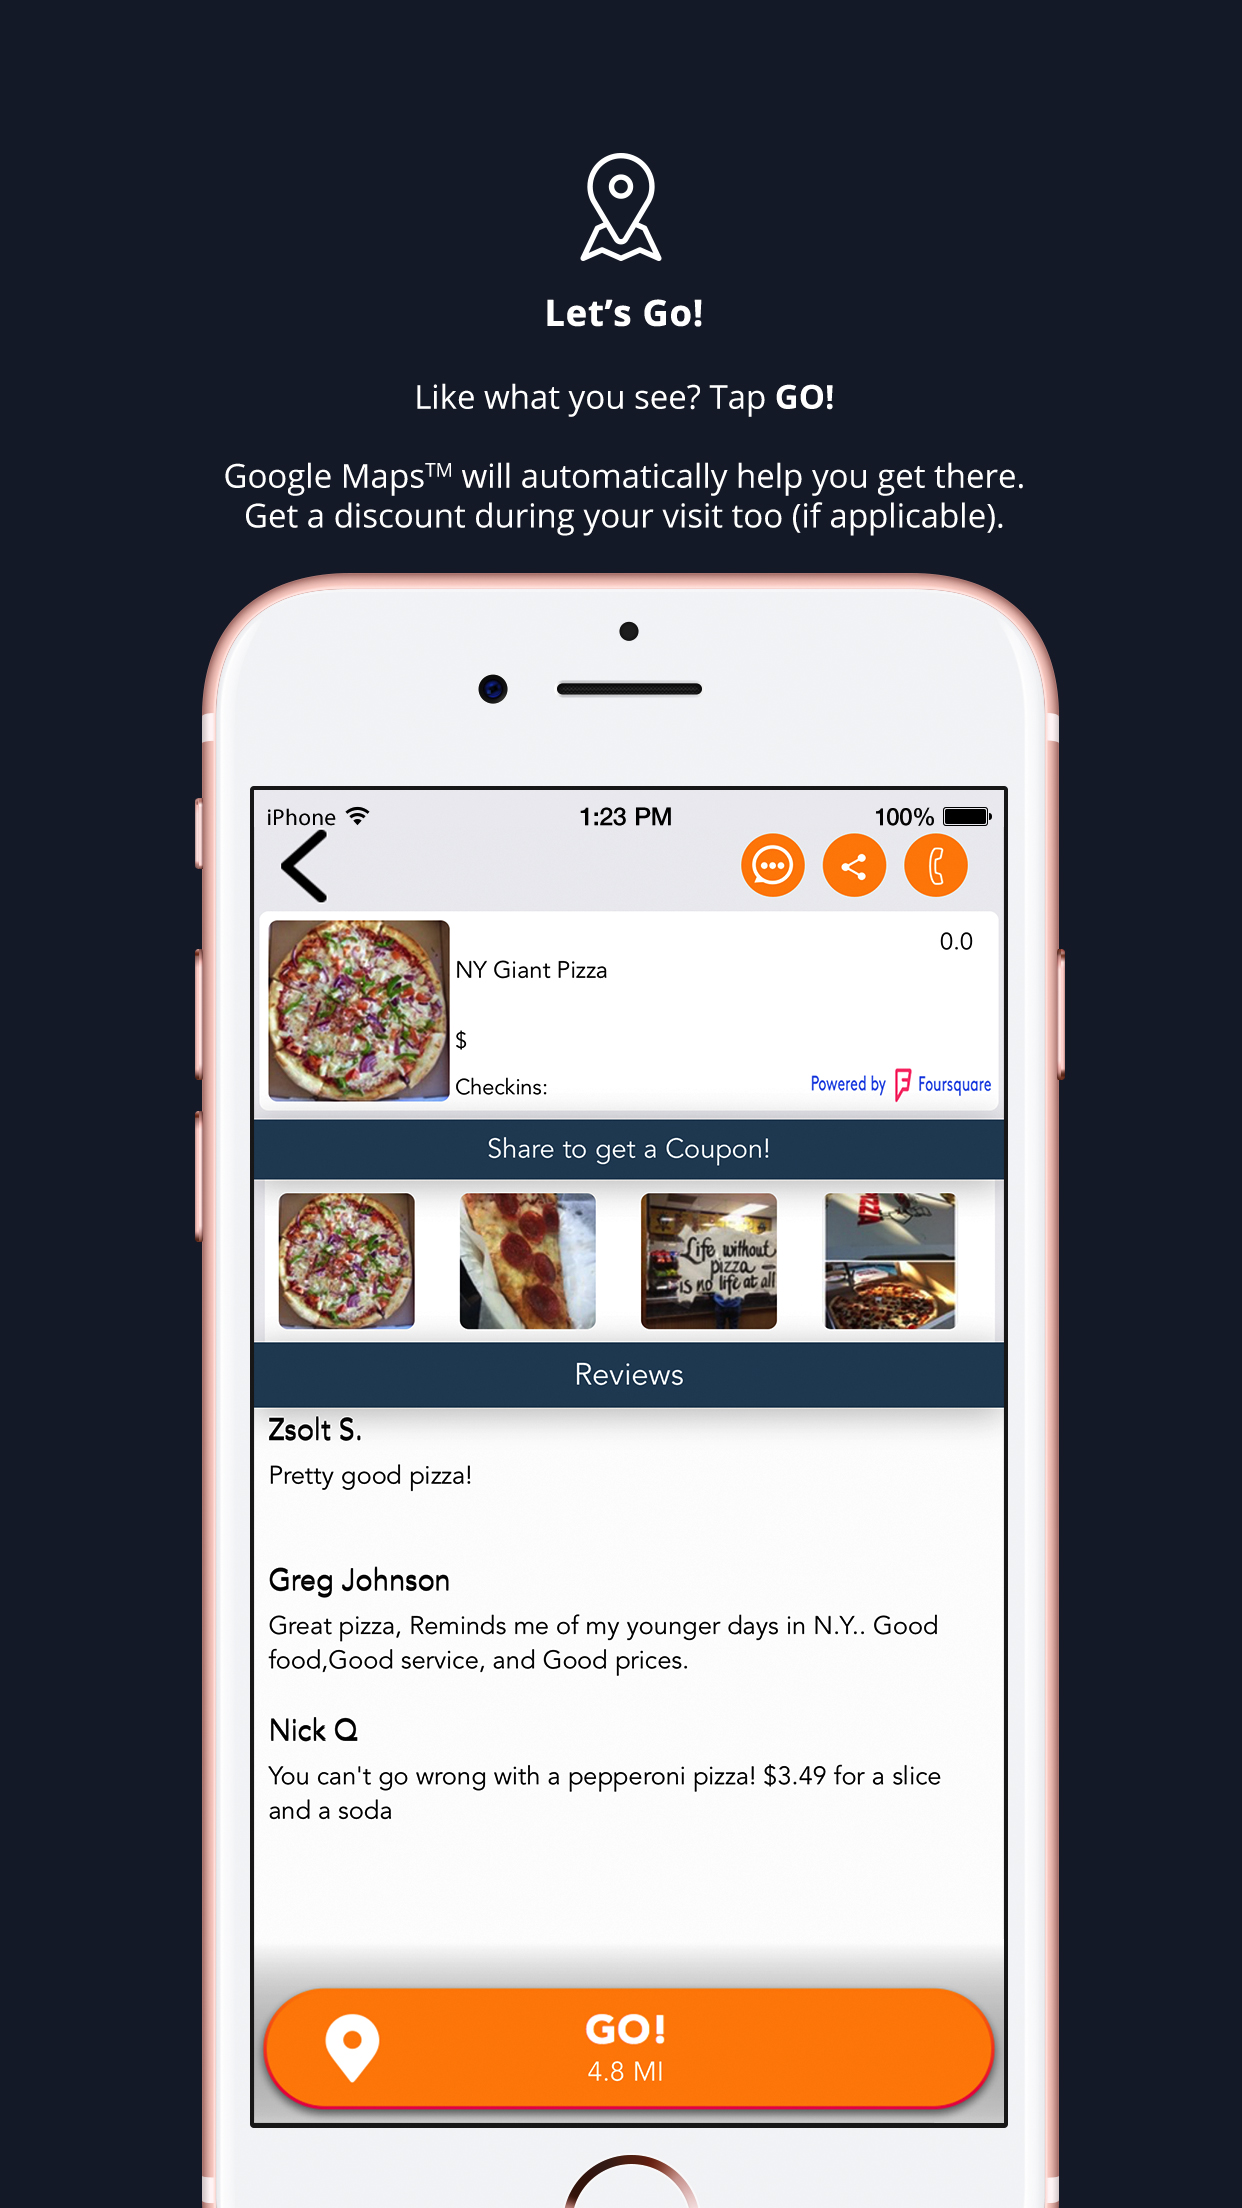 Let’s Go!
Like what you see? Tap GO!
Google Maps™ will automatically help you get there.
Get a discount during your visit too (if applicable).
iPhone 1:23 PM 100%
0.0
NY Giant Pizza
$
Checkins: Powered by Foursquare
Share to get a Coupon!
PIZZA
Life without
pizza
is no life at all
Reviews
Zsolt S.
Pretty good pizza!
Greg Johnson
Great pizza, Reminds me of my younger days in N.Y.. Good
food,Good service, and Good prices.
Nick Q
You can't go wrong with a pepperoni pizza! $3.49 for a slice
and a soda
GO!
4.8 MI